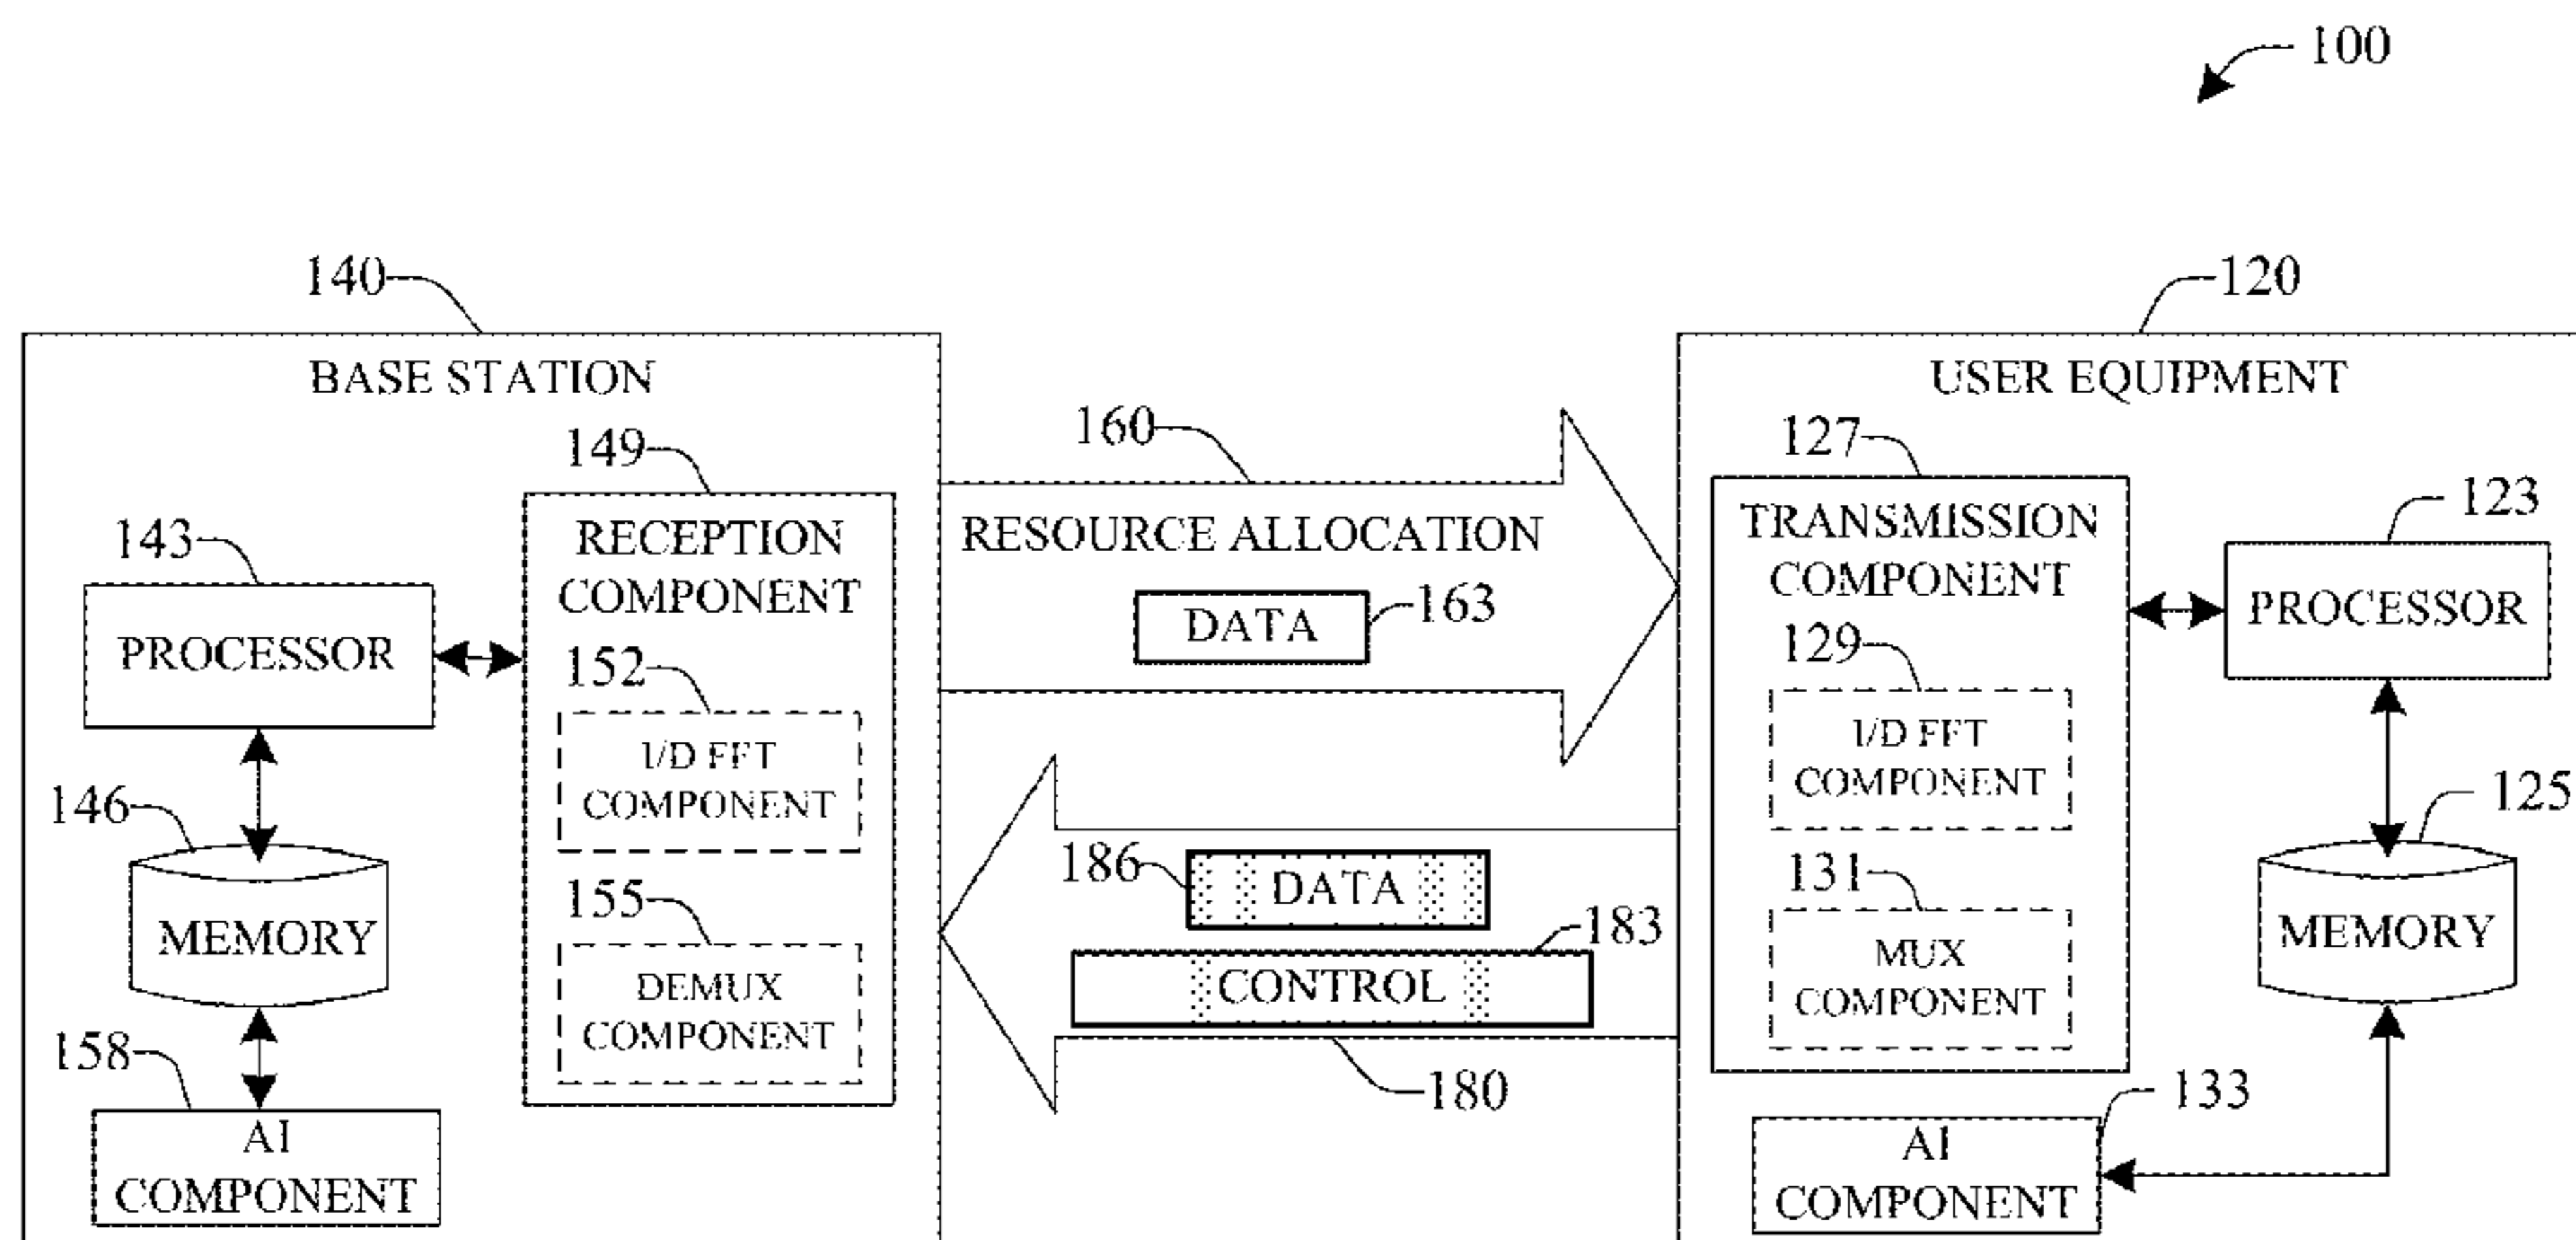 100
140
120
BASE STATION
USER EQUIPMENT
149
160
127
143
RECEPTION
COMPONENT
RESOURCE ALLOCATION
TRANSMISSION
COMPONENT
123
PROCESSOR
DATA
163
PROCESSOR
152
129
I/D FFT
COMPONENT
I/D FFT
COMPONENT
146
125
MEMORY
155
186
DATA
131
MEMORY
DEMUX
COMPONENT
183
CONTROL
MUX
COMPONENT
158
180
133
AI
COMPONENT
AI
COMPONENT